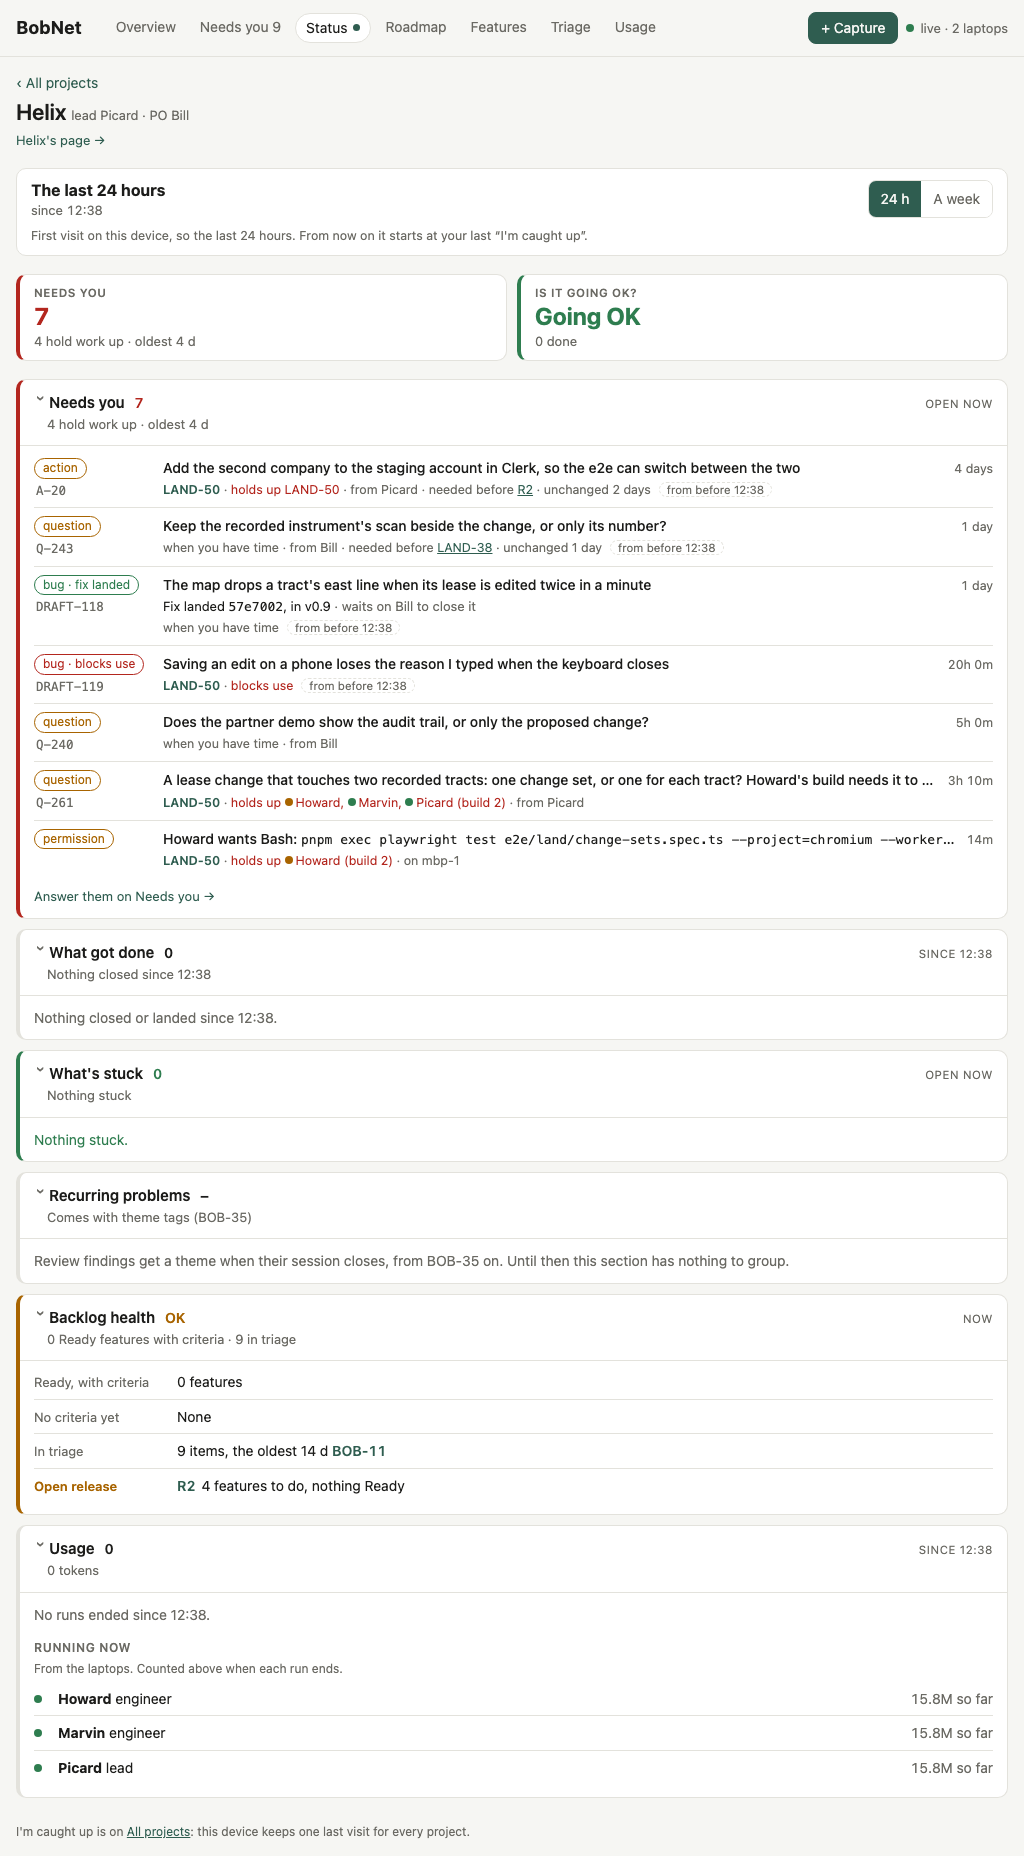 BobNet Overview Needs you 9 Status Roadmap Features Triage Usage + Capture live · 2 laptops
‹ All projects
Helix lead Picard · PO Bill
Helix's page →
The last 24 hours
since 12:38
24 h A week
First visit on this device, so the last 24 hours. From now on it starts at your last “I'm caught up”.
NEEDS YOU
7
4 hold work up · oldest 4 d
IS IT GOING OK?
Going OK
0 done
Needs you 7 OPEN NOW
4 hold work up · oldest 4 d
action Add the second company to the staging account in Clerk, so the e2e can switch between the two 4 days
A-20 LAND-50 · holds up LAND-50 · from Picard · needed before R2 · unchanged 2 days from before 12:38
question Keep the recorded instrument's scan beside the change, or only its number? 1 day
Q-243 when you have time · from Bill · needed before LAND-38 · unchanged 1 day from before 12:38
bug · fix landed The map drops a tract's east line when its lease is edited twice in a minute 1 day
DRAFT-118 Fix landed 57e7002, in v0.9 · waits on Bill to close it
when you have time from before 12:38
bug · blocks use Saving an edit on a phone loses the reason I typed when the keyboard closes 20h 0m
DRAFT-119 LAND-50 · blocks use from before 12:38
question Does the partner demo show the audit trail, or only the proposed change? 5h 0m
Q-240 when you have time · from Bill
question A lease change that touches two recorded tracts: one change set, or one for each tract? Howard's build needs it to ... 3h 10m
Q-261 LAND-50 · holds up Howard, Marvin, Picard (build 2) · from Picard
permission Howard wants Bash: pnpm exec playwright test e2e/land/change-sets.spec.ts --project=chromium --worker... 14m
LAND-50 · holds up Howard (build 2) · on mbp-1
Answer them on Needs you →
What got done 0 SINCE 12:38
Nothing closed since 12:38
Nothing closed or landed since 12:38.
What's stuck 0 OPEN NOW
Nothing stuck
Nothing stuck.
Recurring problems –
Comes with theme tags (BOB-35)
Review findings get a theme when their session closes, from BOB-35 on. Until then this section has nothing to group.
Backlog health OK NOW
0 Ready features with criteria · 9 in triage
Ready, with criteria 0 features
No criteria yet None
In triage 9 items, the oldest 14 d BOB-11
Open release R2 4 features to do, nothing Ready
Usage 0 SINCE 12:38
0 tokens
No runs ended since 12:38.
RUNNING NOW
From the laptops. Counted above when each run ends.
Howard engineer 15.8M so far
Marvin engineer 15.8M so far
Picard lead 15.8M so far
I'm caught up is on All projects: this device keeps one last visit for every project.